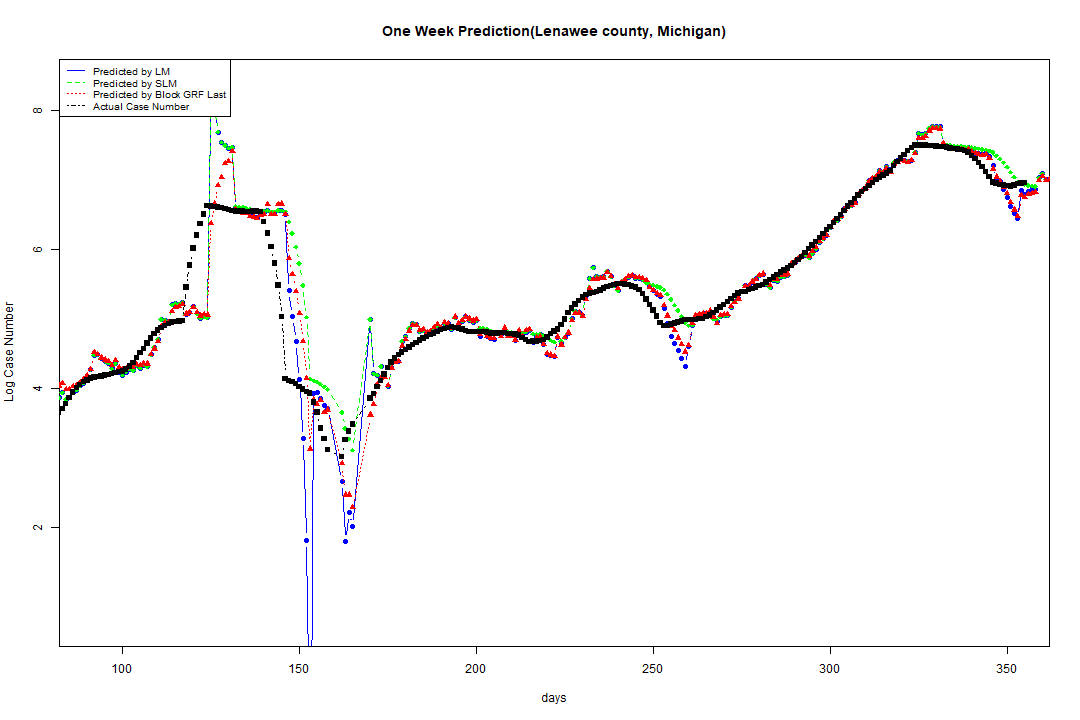 One Week Prediction(Lenawee county, Michigan)
Predicted by LM
Predicted by SLM
Predicted by Block GRF Last
Actual Case Number
8
6
4
2
Log Case Number
100 150 200 250 300 350
days